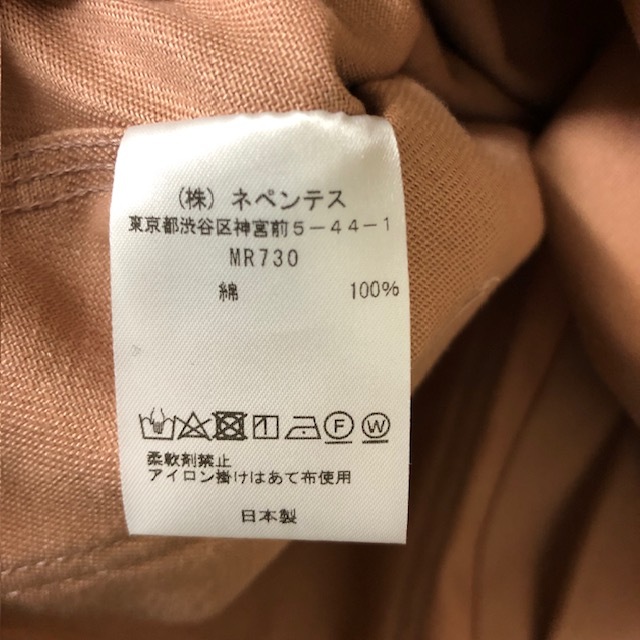 (株) ネペンテス
東京都渋谷区神宮前5-44-1
MR730
綿 100%
F W
柔軟剤禁止
アイロン掛けはあて布使用
日本製